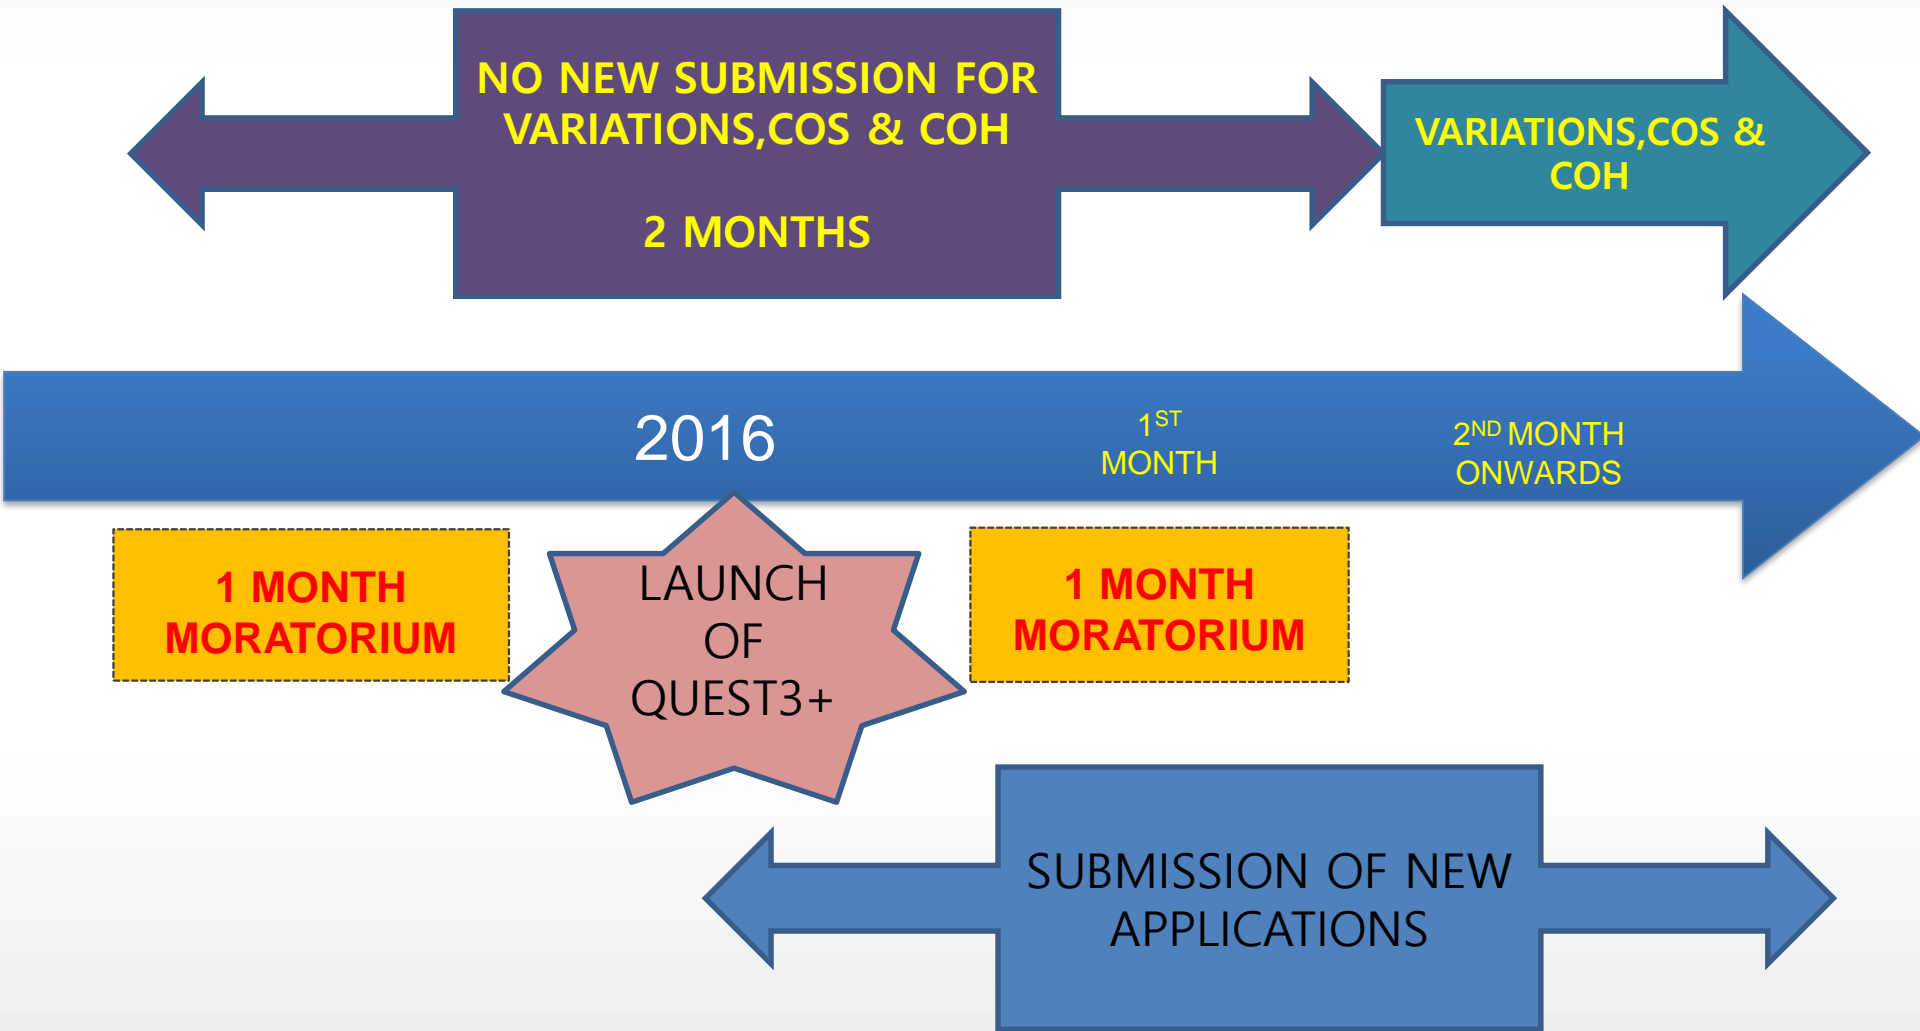 NO NEW SUBMISSION FOR
VARIATIONS,COS & COH
2 MONTHS
VARIATIONS,COS &
COH
2016
1ST
MONTH
2ND MONTH
ONWARDS
1 MONTH
MORATORIUM
LAUNCH
OF
QUEST3+
1 MONTH
MORATORIUM
SUBMISSION OF NEW
APPLICATIONS